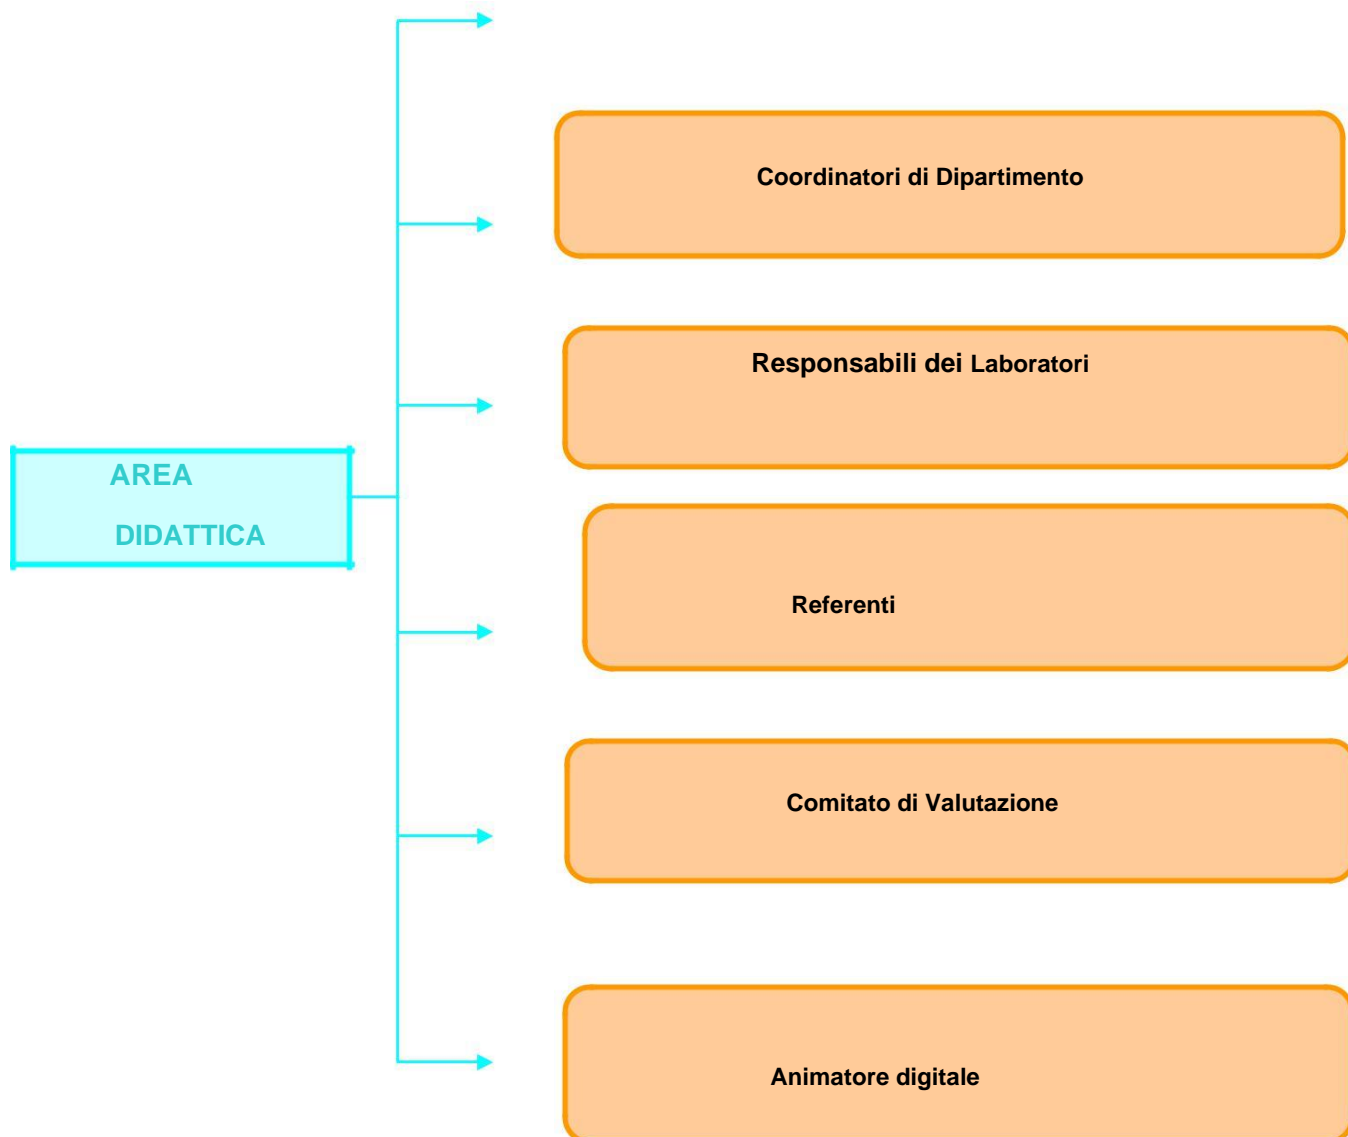 AREA
DIDATTICA
Coordinatori di Dipartimento
Responsabili dei Laboratori
Referenti
Comitato di Valutazione
Animatore digitale